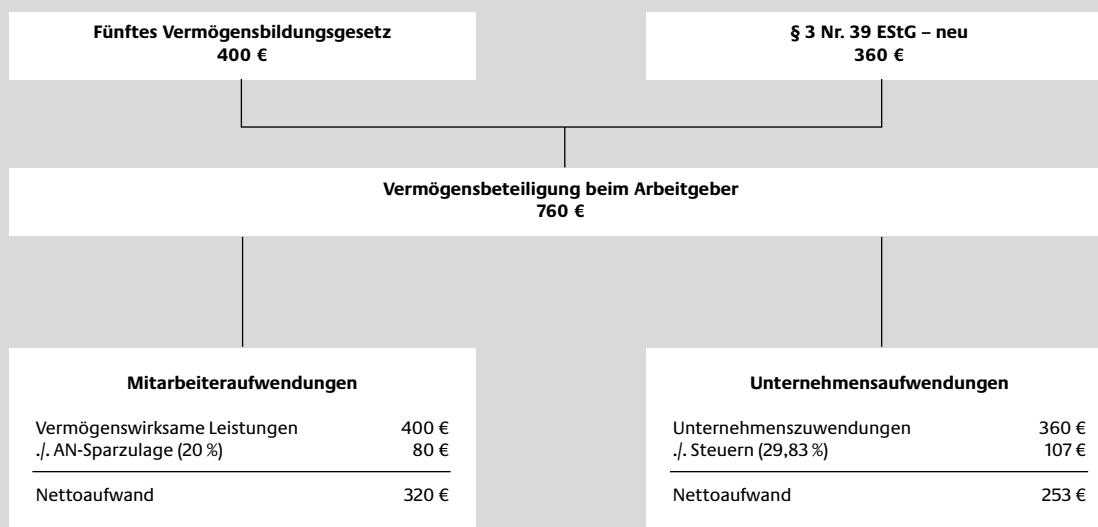 Fünftes Vermögensbildungsgesetz
400 €
§ 3 Nr. 39 EStG – neu
360 €
Vermögensbeteiligung beim Arbeitgeber
760 €
Mitarbeiteraufwendungen
Vermögenswirksame Leistungen 400 €
./. AN-Sparzulage (20 %) 80 €
Nettoaufwand 320 €
Unternehmensaufwendungen
Unternehmenszuwendungen 360 €
./. Steuern (29,83 %) 107 €
Nettoaufwand 253 €